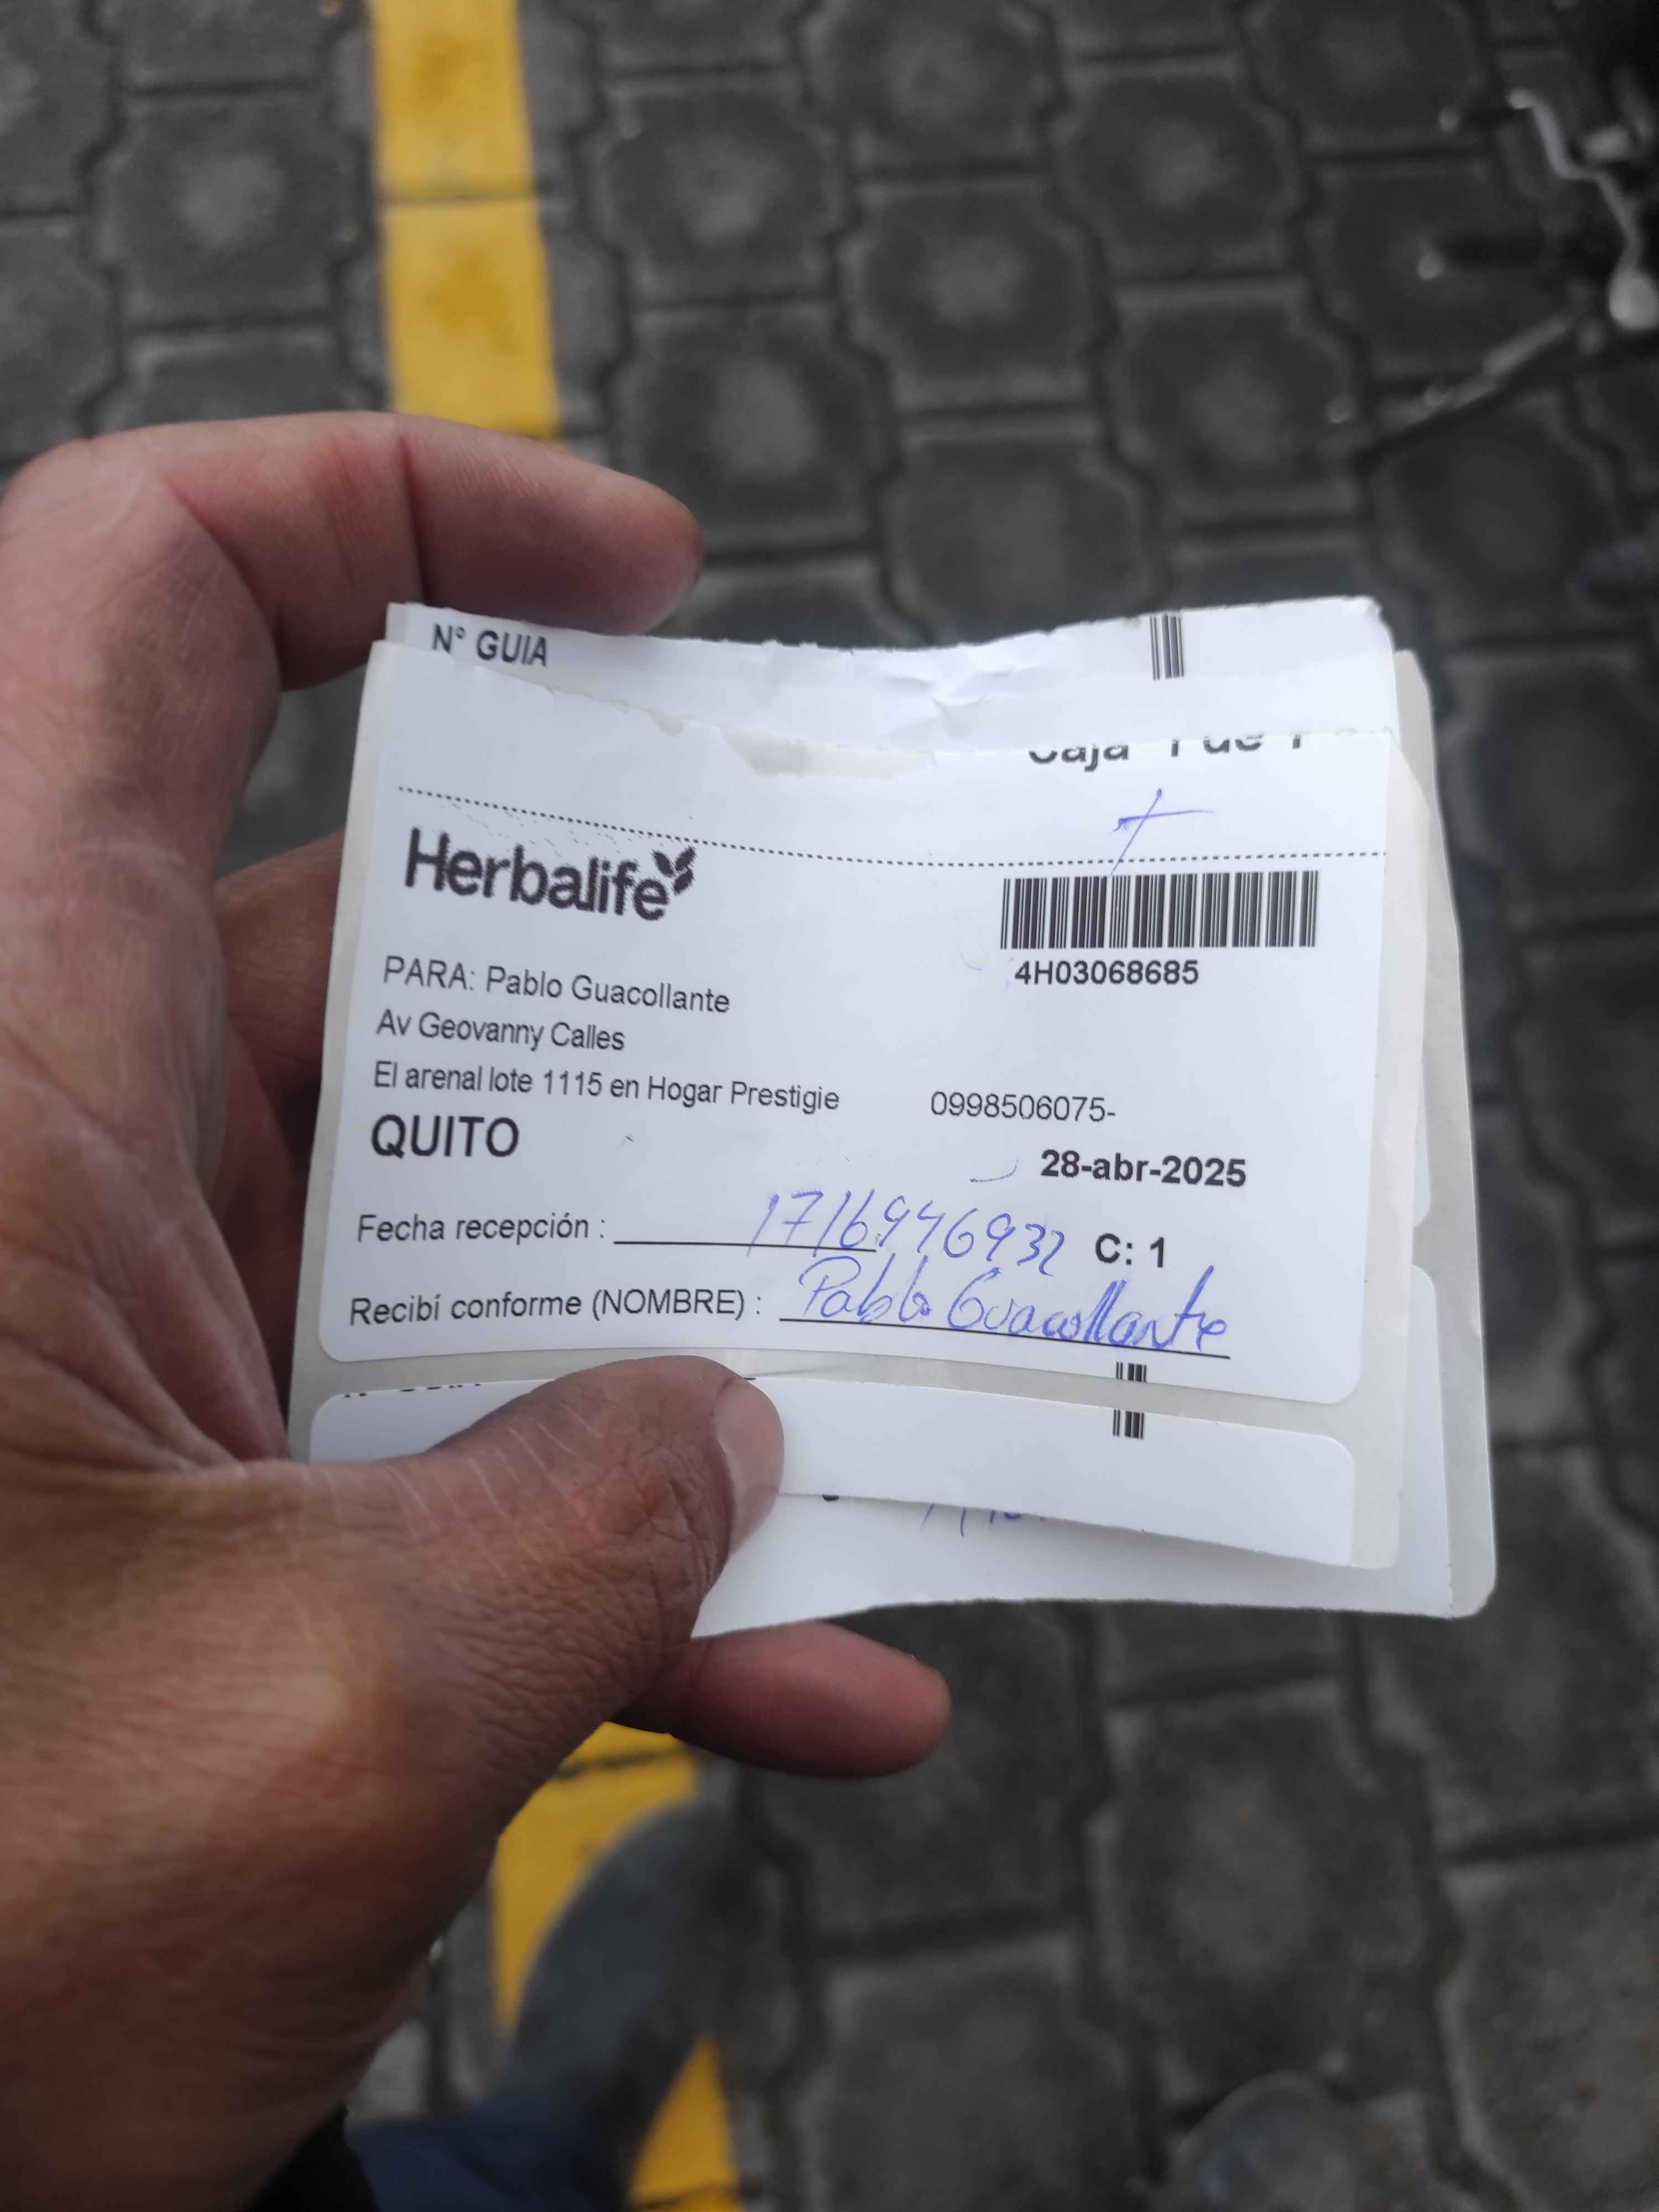 N° GUIA
Caja 1 de 1
Herbalife
4H03068685
PARA: Pablo Guacollante
Av Geovanny Calles
El arenal lote 1115 en Hogar Prestigie 0998506075-
QUITO
28-abr-2025
Fecha recepción : 1716946932 C: 1
Recibí conforme (NOMBRE) : Pablo Guacollante